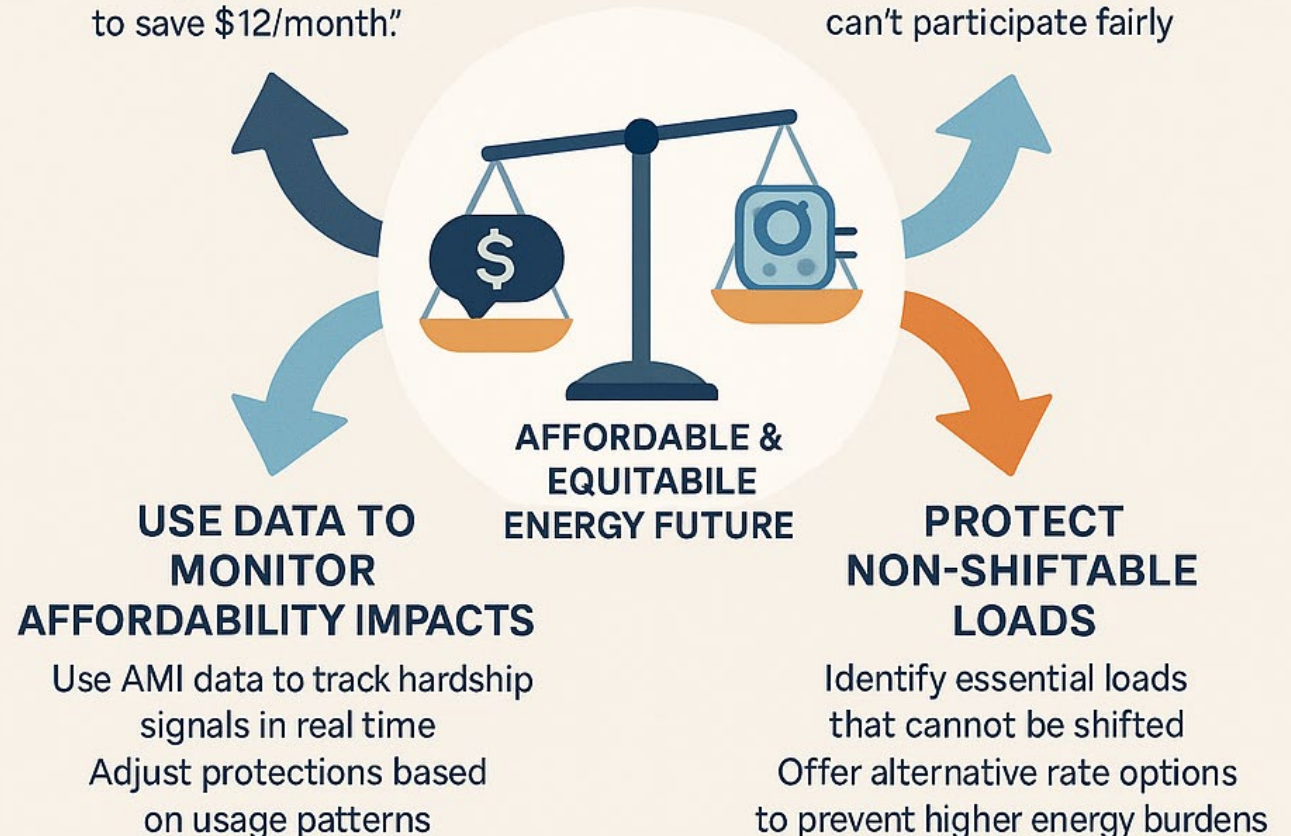 to save $12/month.”
can’t participate fairly
$
AFFORDABLE &
EQUITABILE
ENERGY FUTURE
USE DATA TO
MONITOR
AFFORDABILITY IMPACTS
Use AMI data to track hardship
signals in real time
Adjust protections based
on usage patterns
PROTECT
NON-SHIFTABLE
LOADS
Identify essential loads
that cannot be shifted
Offer alternative rate options
to prevent higher energy burdens